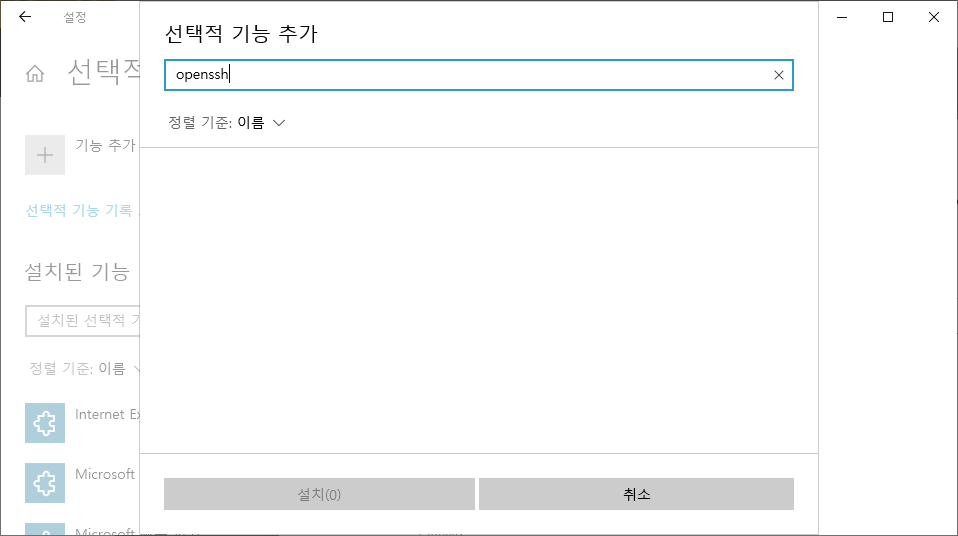 설정
선택적
기능 추가
선택적 기능 기록
설치된 기능
설치된 선택적 기
정렬 기준: 이름
Internet Ex
Microsoft
Microsoft
선택적 기능 추가
openssh
정렬 기준: 이름
설치(0)
취소